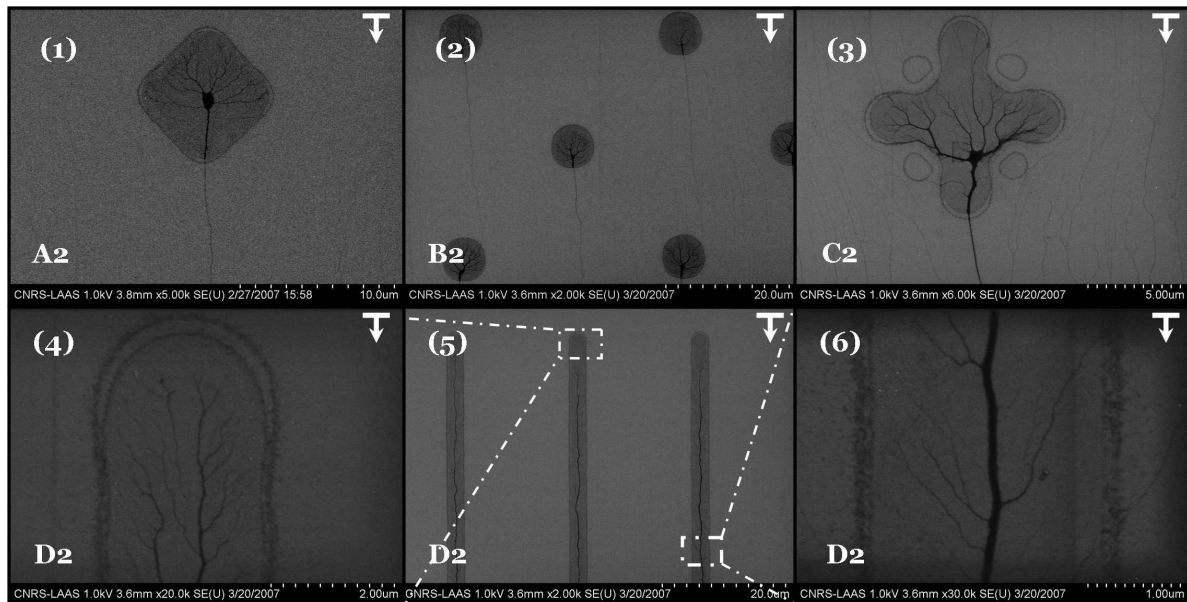 (1)
A2
CNRS-LAAS 1.0kV 3.8mm x5.00k SE(U) 2/27/2007 15:58 10.0um
(2)
B2
CNRS-LAAS 1.0kV 3.6mm x2.00k SE(U) 3/20/2007 20.0um
(3)
C2
CNRS-LAAS 1.0kV 3.6mm x6.00k SE(U) 3/20/2007 5.00um
(4)
D2
CNRS-LAAS 1.0kV 3.6mm x20.0k SE(U) 3/20/2007 2.00um
(5)
D2
CNRS-LAAS 1.0kV 3.6mm x2.00k SE(U) 3/20/2007 20.0um
(6)
D2
CNRS-LAAS 1.0kV 3.6mm x30.0k SE(U) 3/20/2007 1.00um